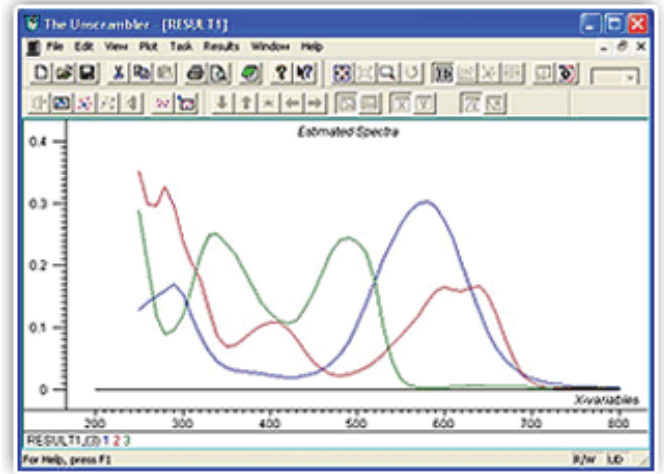 The Unscrambler - [RESULT1]
File Edit View Plot Task Results Window Help
Estimated Spectra
0.4
0.3
0.2
0.1
0
X-variables
200 300 400 500 600 700 800
RESULT1,(3) 1 2 3
For Help, press F1 R/W LD